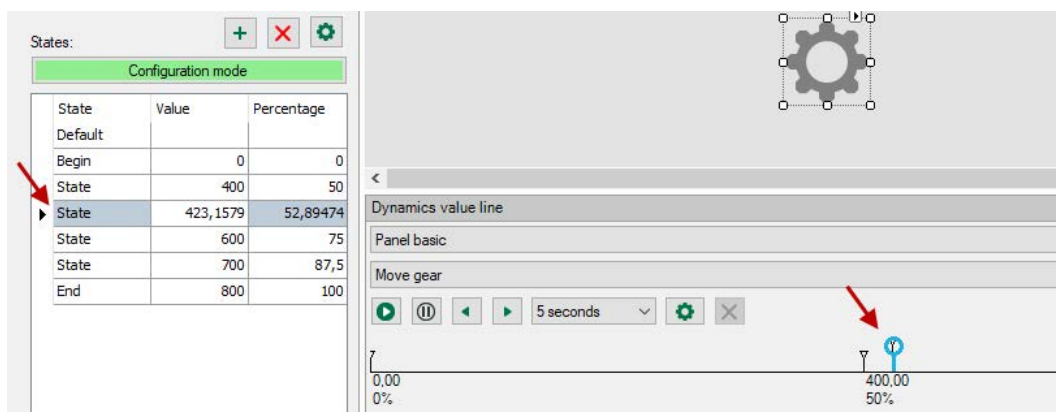 States:
Configuration mode
State Value Percentage
Default
Begin 0 0
State 400 50
State 423,1579 52,89474
State 600 75
State 700 87,5
End 800 100
Dynamics value line
Panel basic
Move gear
5 seconds
0,00 400,00
0% 50%